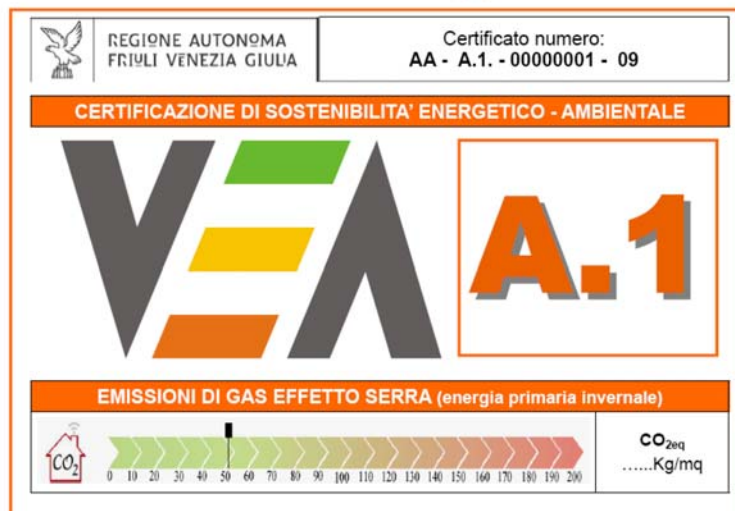 REGIONE AUTONOMA
FRIULI VENEZIA GIULIA
Certificato numero:
AA - A.1. - 00000001 - 09
CERTIFICAZIONE DI SOSTENIBILITA’ ENERGETICO - AMBIENTALE
VEA
A.1
EMISSIONI DI GAS EFFETTO SERRA (energia primaria invernale)
CO2
0 10 20 30 40 50 60 70 80 90 100 110 120 130 140 150 160 170 180 190 200
CO2eq
......Kg/mq